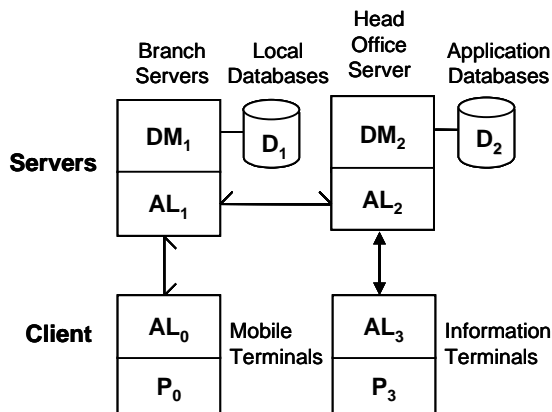 Branch
Servers
Local
Databases
Head
Office
Server
Application
Databases
Servers
DM₁
D₁
DM₂
D₂
AL₁
AL₂
Client
AL₀
Mobile
Terminals
AL₃
Information
Terminals
P₀
P₃